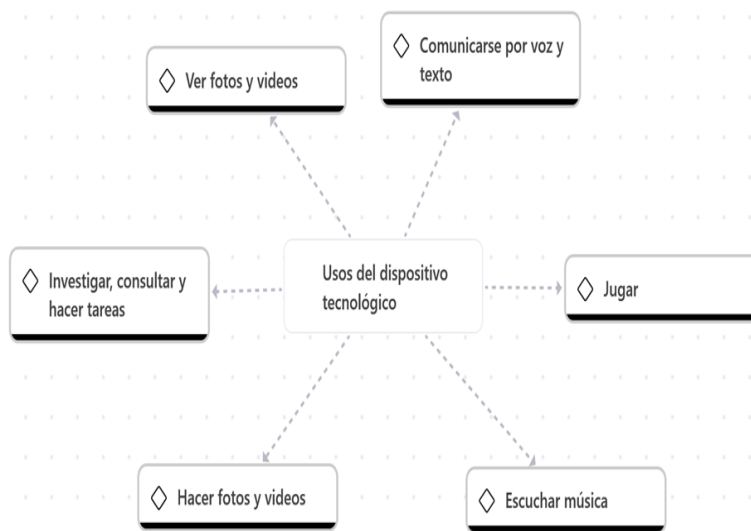 Ver fotos y videos
Comunicarse por voz y
texto
Investigar, consultar y
hacer tareas
Usos del dispositivo
tecnológico
Jugar
Hacer fotos y videos
Escuchar música